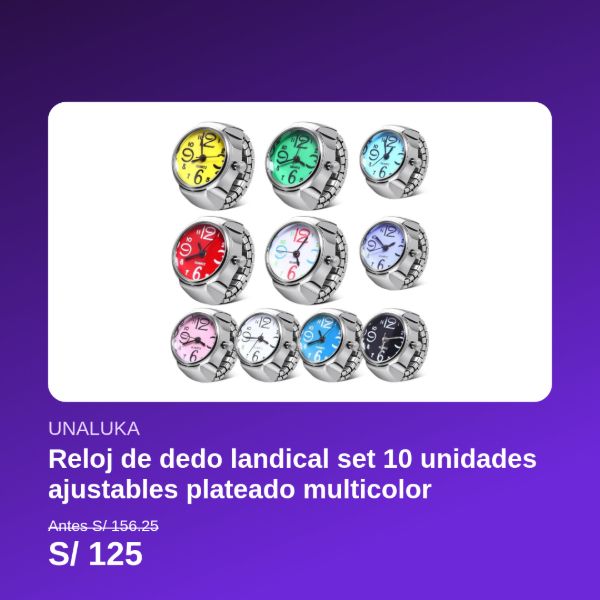 UNALUKA
Reloj de dedo landical set 10 unidades
ajustables plateado multicolor
Antes S/ 156.25
S/ 125